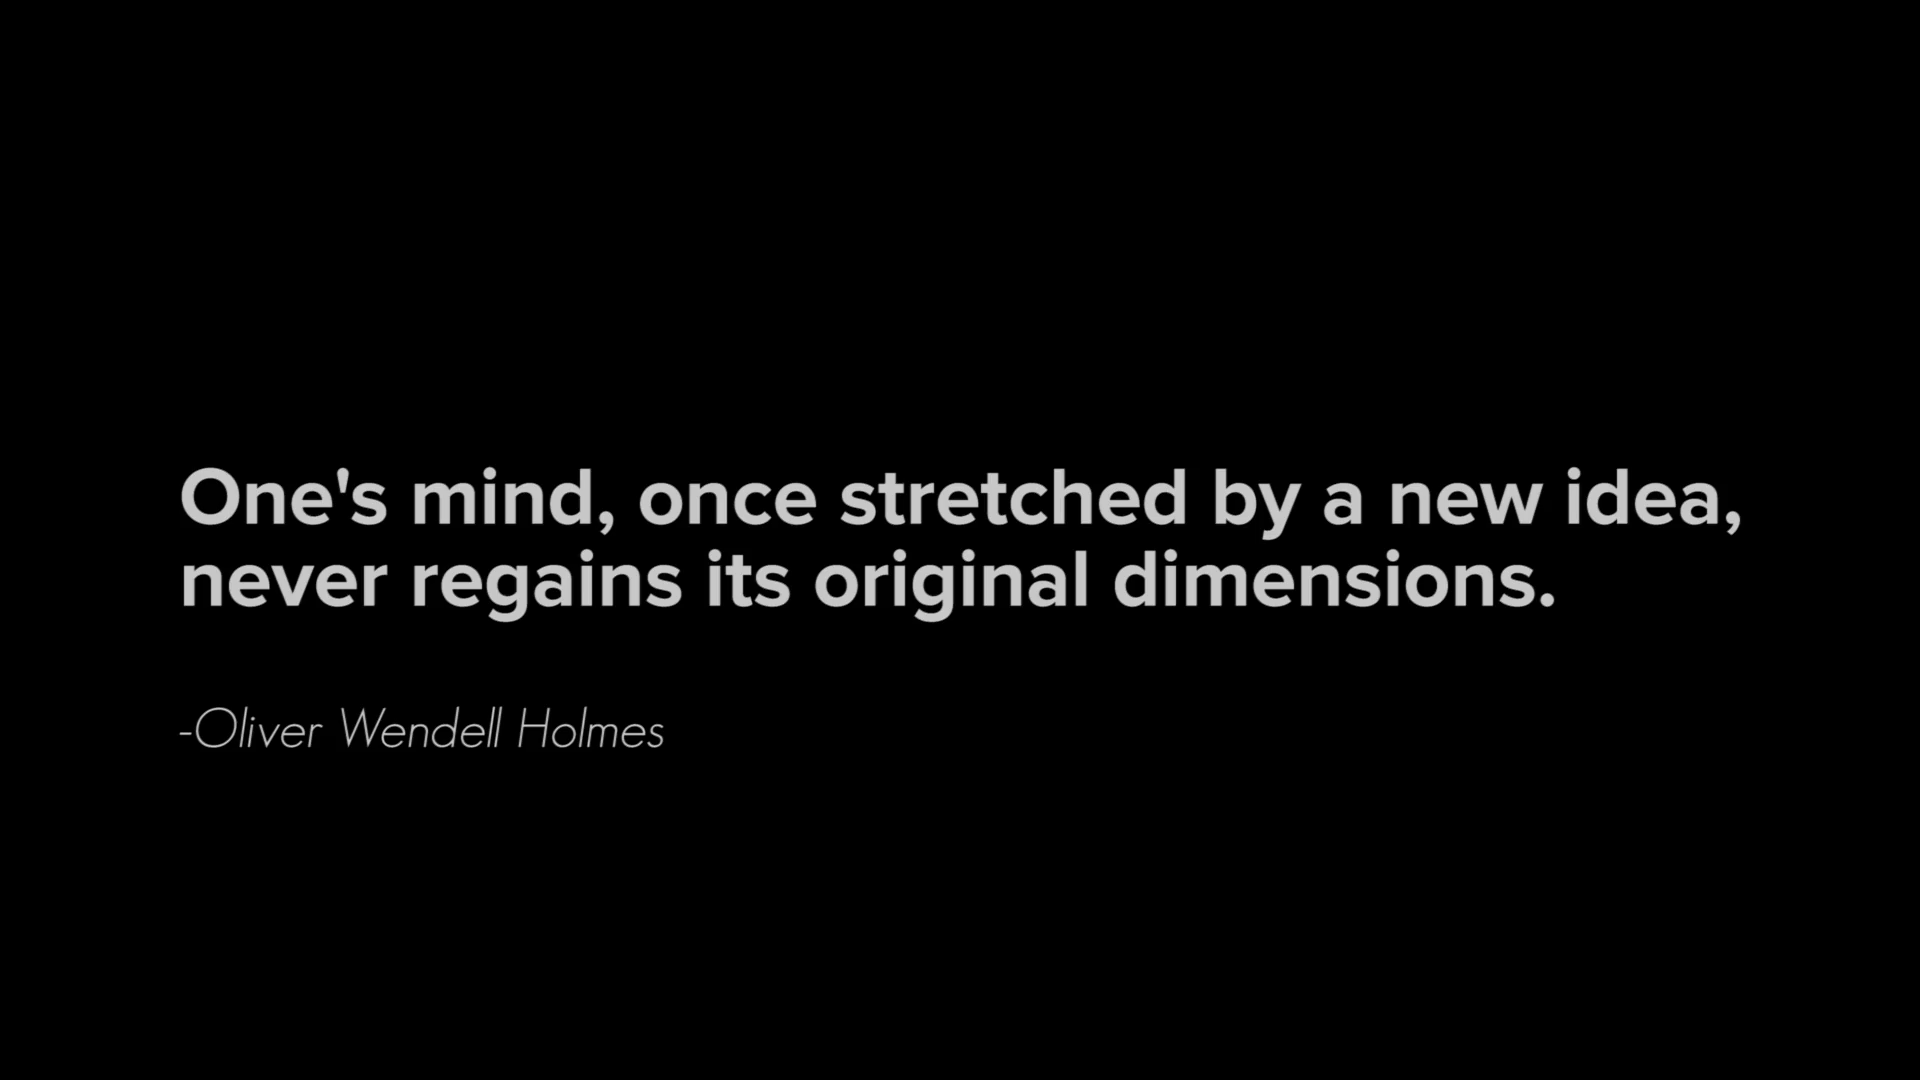 One's mind, once stretched by a new idea,
never regains its original dimensions.
-Oliver Wendell Holmes